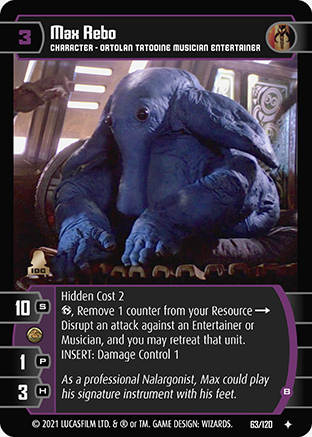 3
Max Rebo
CHARACTER - ORTOLAN TATOOINE MUSICIAN ENTERTAINER
IDC
10 S
Hidden Cost 2
, Remove 1 counter from your Resource →
Disrupt an attack against an Entertainer or
Musician, and you may retreat that unit.
INSERT: Damage Control 1
1 P
As a professional Nalargonist, Max could play
his signature instrument with his feet.
3 H
B
© 2021 LUCASFILM LTD. & ® OR TM. GAME DESIGN: WIZARDS.
63/120